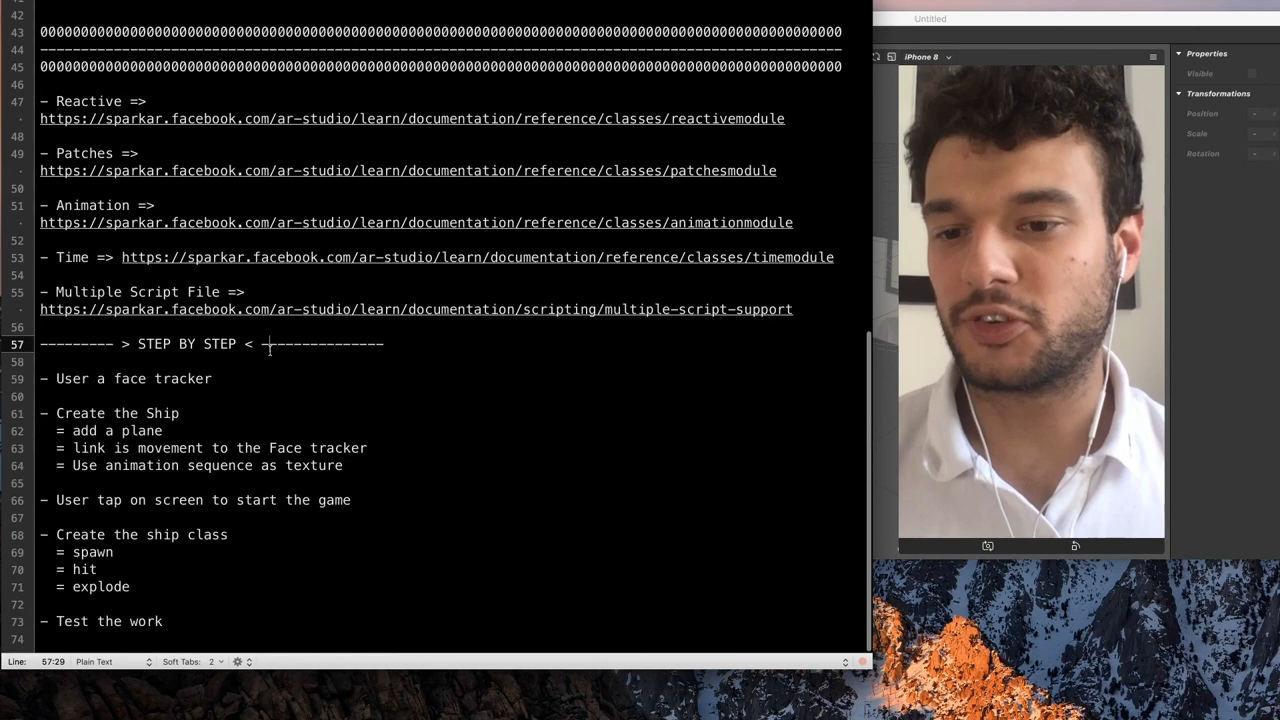 Untitled
42
43 0000000000000000000000000000000000000000000000000000000000000000000000000000000000000000000000000
44 --------------------------------------------------------------------------------------------------
45 0000000000000000000000000000000000000000000000000000000000000000000000000000000000000000000000000
46
47 - Reactive =>
https://sparkar.facebook.com/ar-studio/learn/documentation/reference/classes/reactivemodule
48
49 - Patches =>
https://sparkar.facebook.com/ar-studio/learn/documentation/reference/classes/patchesmodule
50
51 - Animation =>
https://sparkar.facebook.com/ar-studio/learn/documentation/reference/classes/animationmodule
52
53 - Time => https://sparkar.facebook.com/ar-studio/learn/documentation/reference/classes/timemodule
54
55 - Multiple Script File =>
https://sparkar.facebook.com/ar-studio/learn/documentation/scripting/multiple-script-support
56
57 --------- > STEP BY STEP < ---------------
58
59 - User a face tracker
60
61 - Create the Ship
62 = add a plane
63 = link is movement to the Face tracker
64 = Use animation sequence as texture
65
66 - User tap on screen to start the game
67
68 - Create the ship class
69 = spawn
70 = hit
71 = explode
72
73 - Test the work
74
Line: 57:29 Plain Text Soft Tabs: 2
iPhone 8
Properties
Visible
Transformations
Position -
Scale -
Rotation -